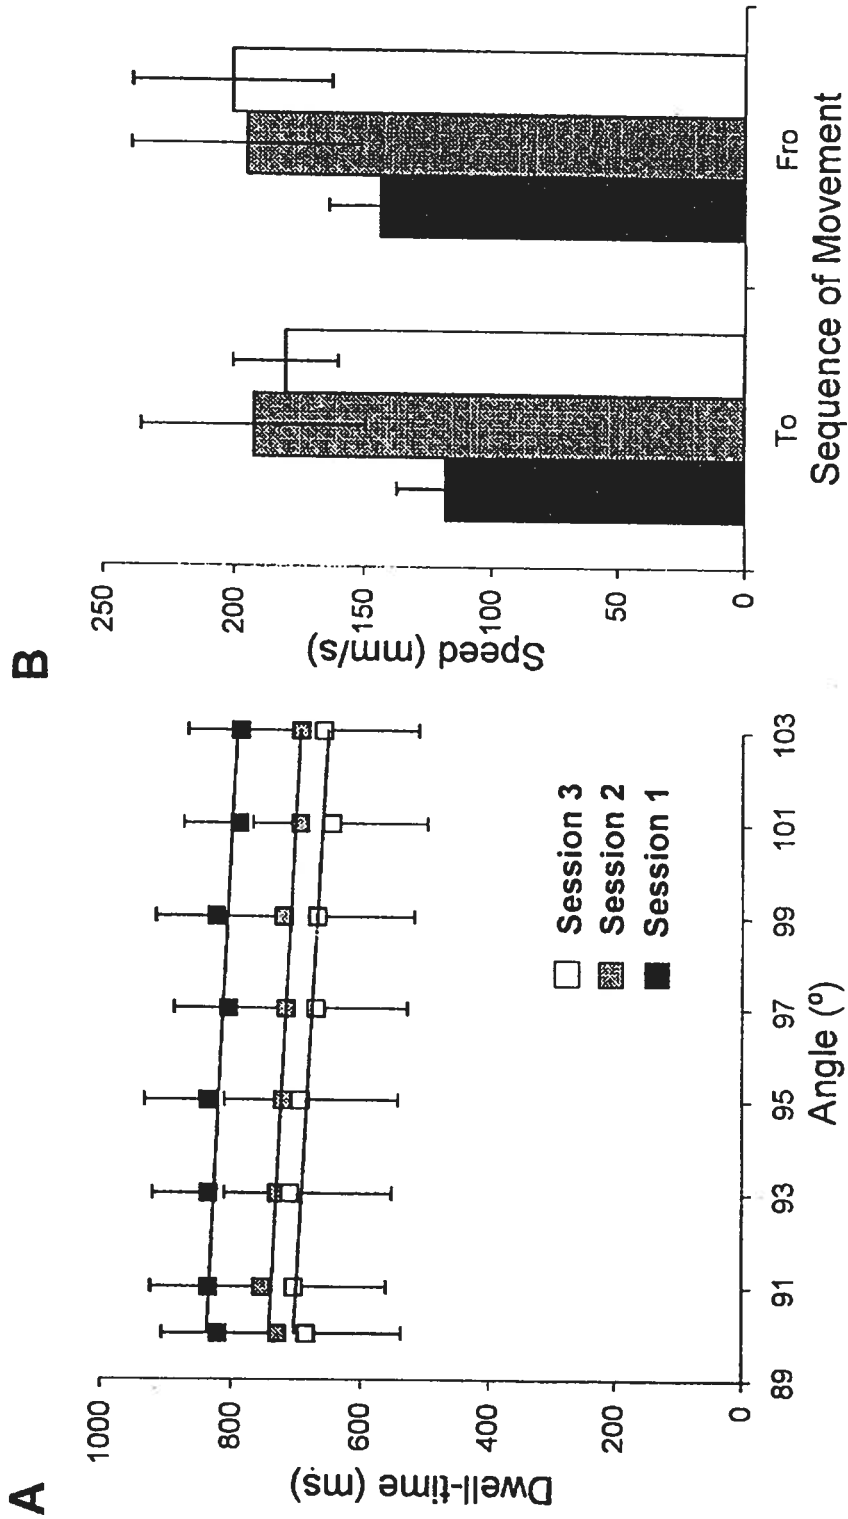 A
Dwell-time (ms)
1000
800
600
400
200
0
89
91
93
95
97
99
101
103
Angle (º)
Session 3
Session 2
Session 1
B
Speed (mm/s)
250
200
150
100
50
0
To
Fro
Sequence of Movement